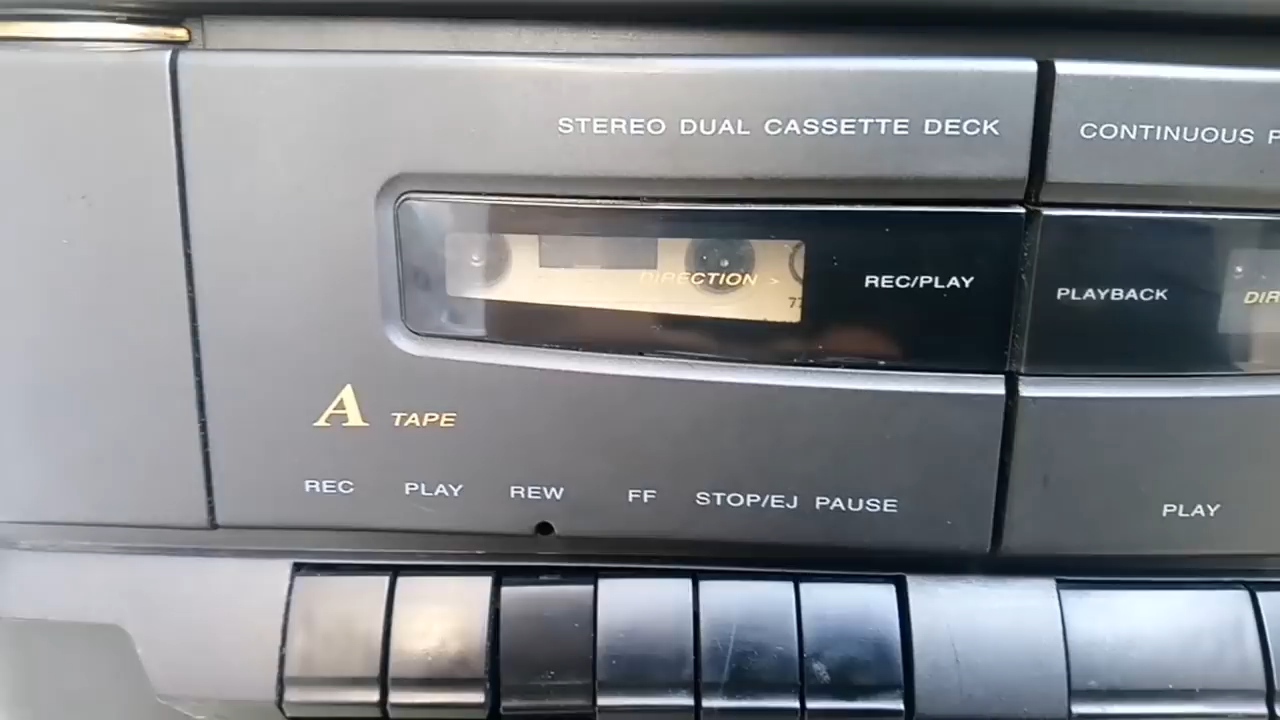 STEREO DUAL CASSETTE DECK
CONTINUOUS
DIRECTION >
REC/PLAY
PLAYBACK
A TAPE
REC PLAY REW FF STOP/EJ PAUSE
PLAY